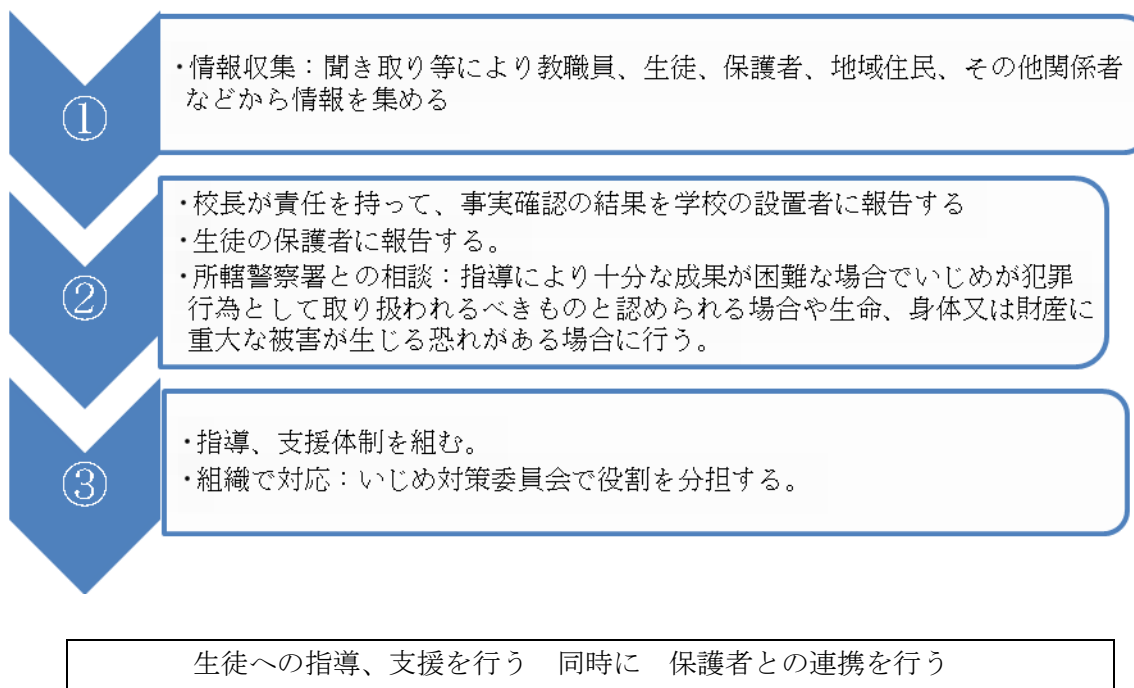 ①
・情報収集：聞き取り等により教職員、生徒、保護者、地域住民、その他関係者
などから情報を集める
②
・校長が責任を持って、事実確認の結果を学校の設置者に報告する
・生徒の保護者に報告する。
・所轄警察署との相談：指導により十分な成果が困難な場合でいじめが犯罪
行為として取り扱われるべきものと認められる場合や生命、身体又は財産に
重大な被害が生じる恐れがある場合に行う。
③
・指導、支援体制を組む。
・組織で対応：いじめ対策委員会で役割を分担する。
生徒への指導、支援を行う　同時に　保護者との連携を行う